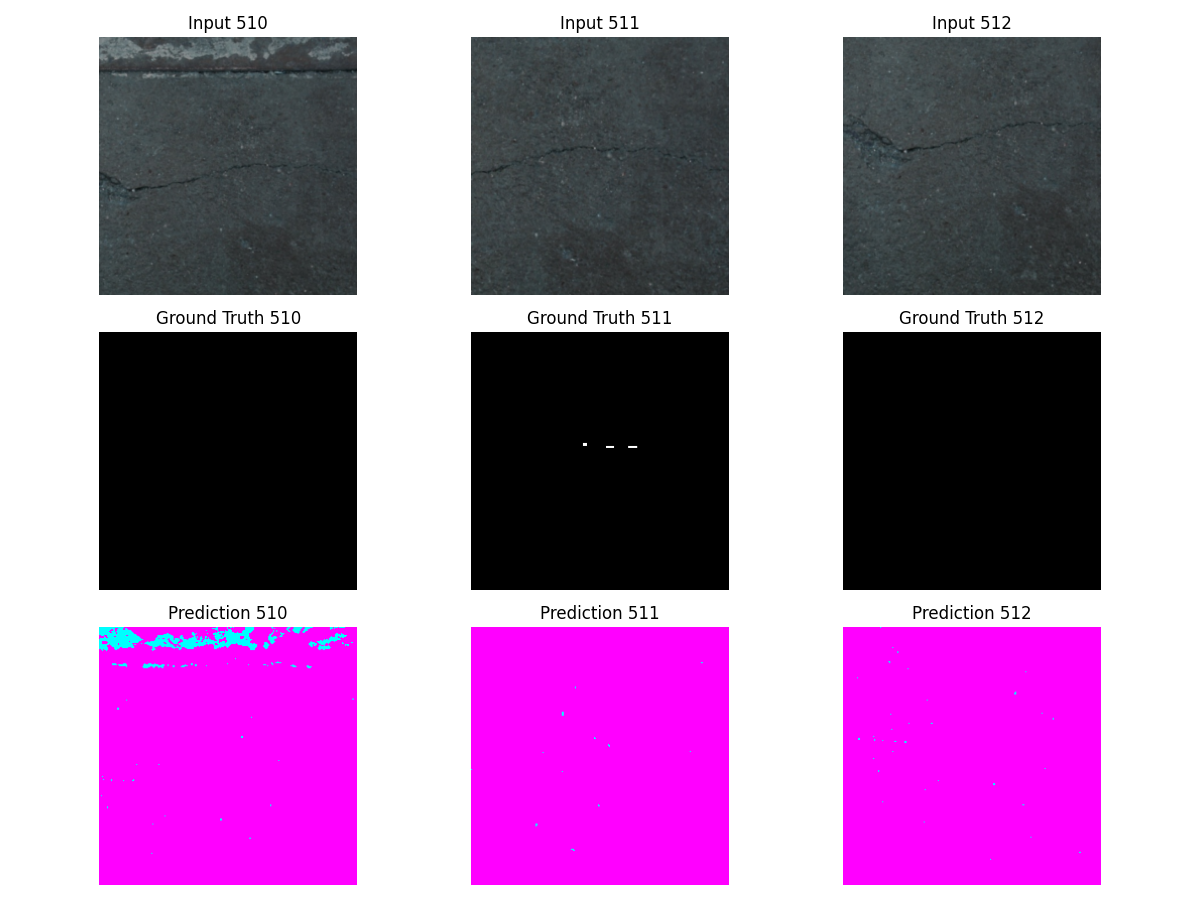 Input 510
Input 511
Input 512
Ground Truth 510
Ground Truth 511
Ground Truth 512
Prediction 510
Prediction 511
Prediction 512